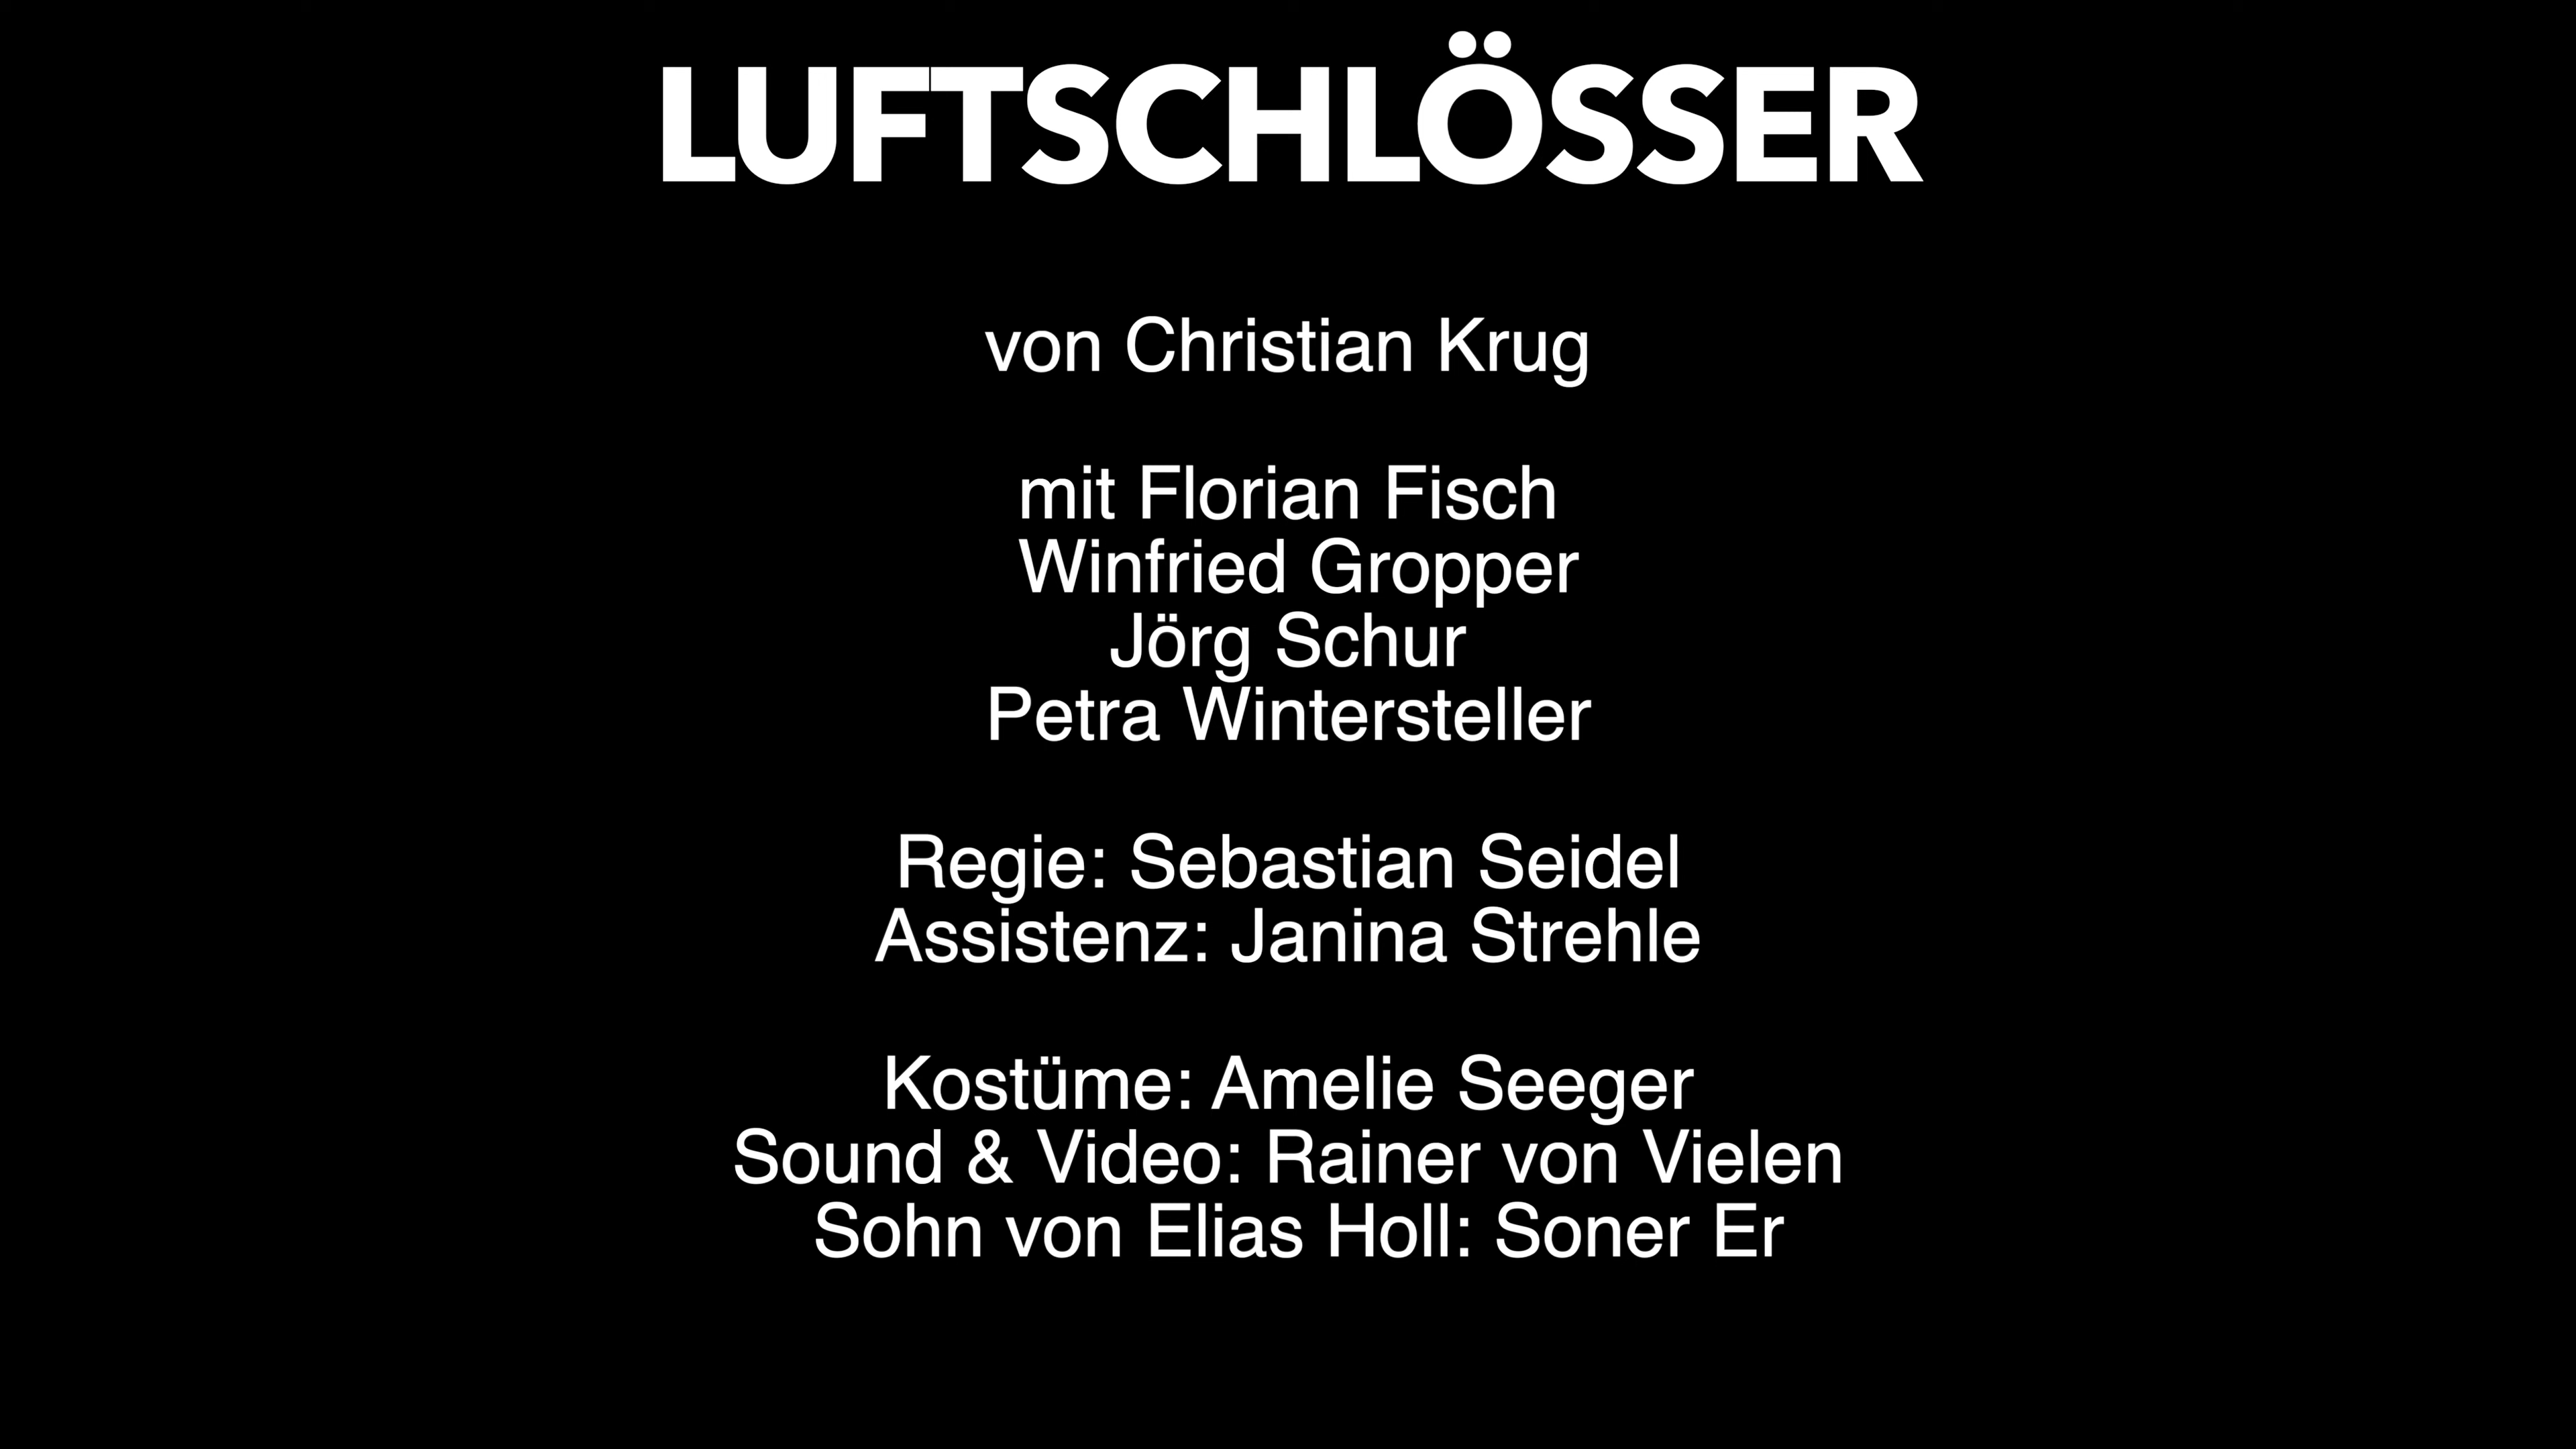 LUFTSCHLÖSSER
von Christian Krug
mit Florian Fisch
Winfried Gropper
Jörg Schur
Petra Wintersteller
Regie: Sebastian Seidel
Assistenz: Janina Strehle
Kostüme: Amelie Seeger
Sound & Video: Rainer von Vielen
Sohn von Elias Holl: Soner Er